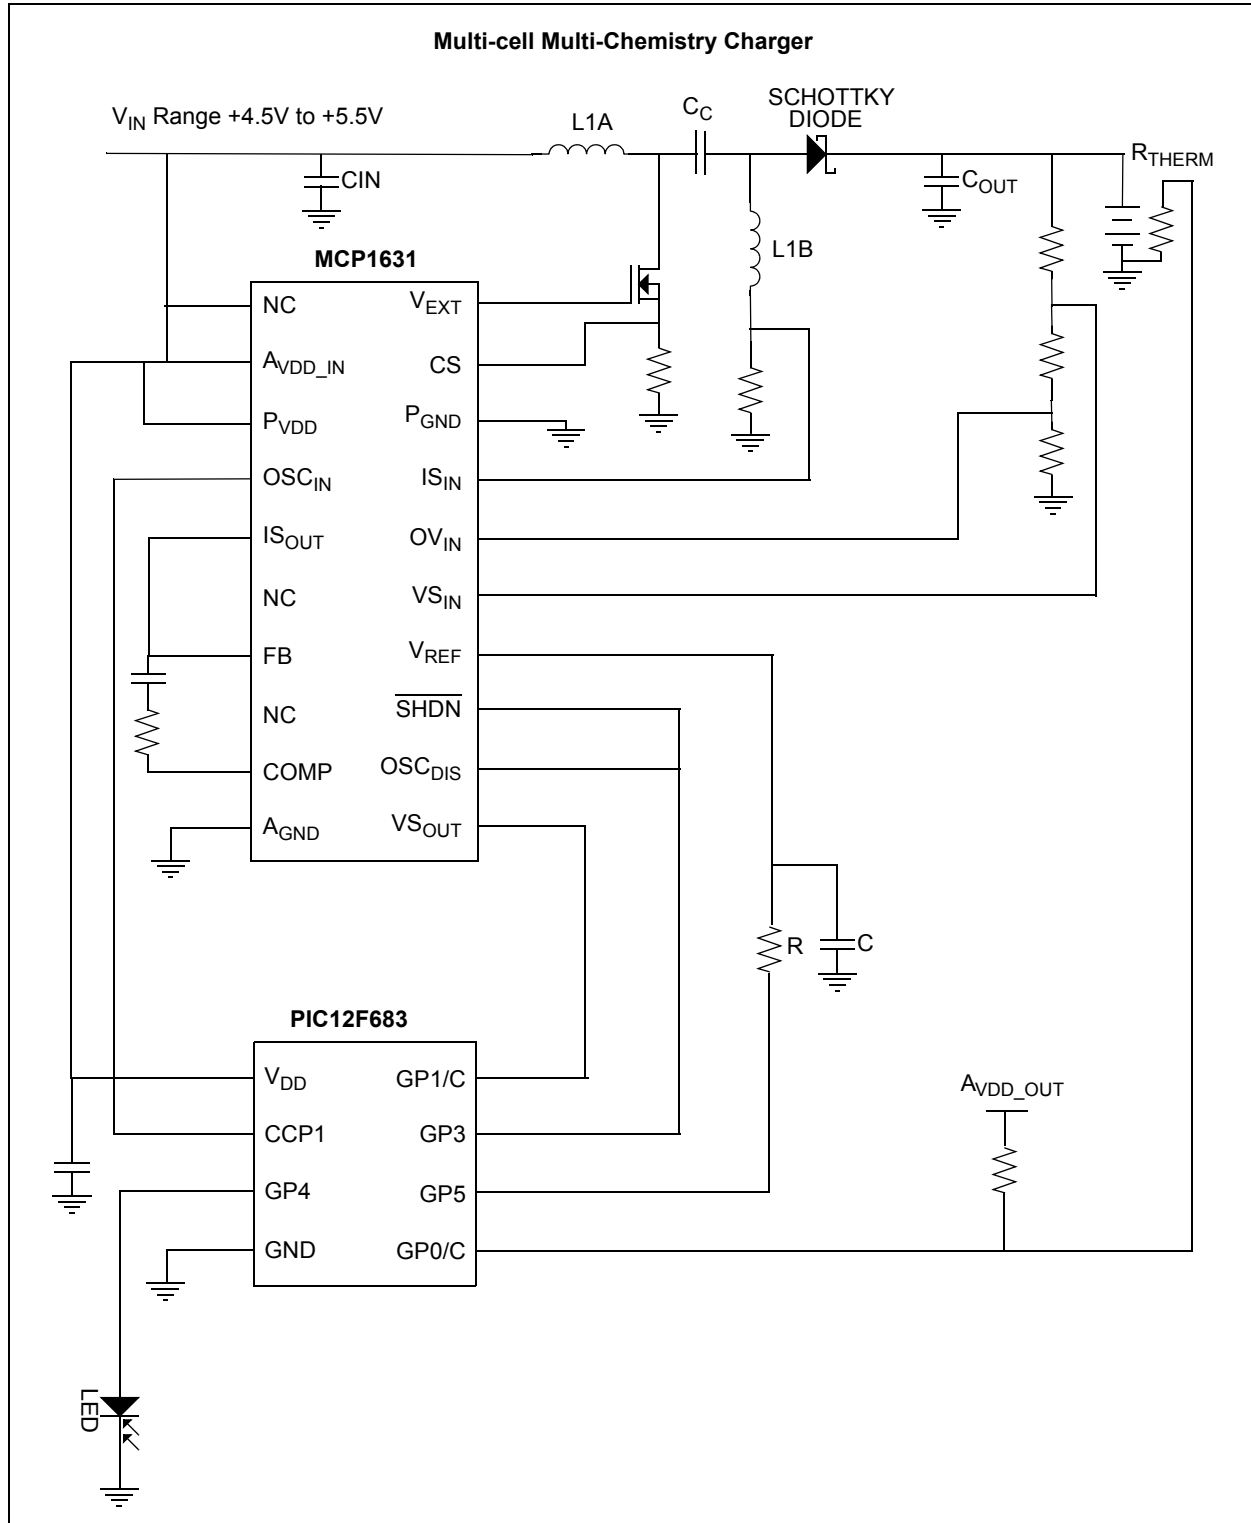 Multi-cell Multi-Chemistry Charger
VIN Range +4.5V to +5.5V
L1A
CC
SCHOTTKY
DIODE
RTHERM
CIN
COUT
L1B
MCP1631
NC
VEXT
AVDD_IN
CS
PVDD
PGND
OSCIN
ISIN
ISOUT
OVIN
NC
VSIN
FB
VREF
NC
SHDN
COMP
OSCDIS
AGND
VSOUT
R
C
PIC12F683
VDD
GP1/C
AVDD_OUT
CCP1
GP3
GP4
GP5
GND
GP0/C
LED